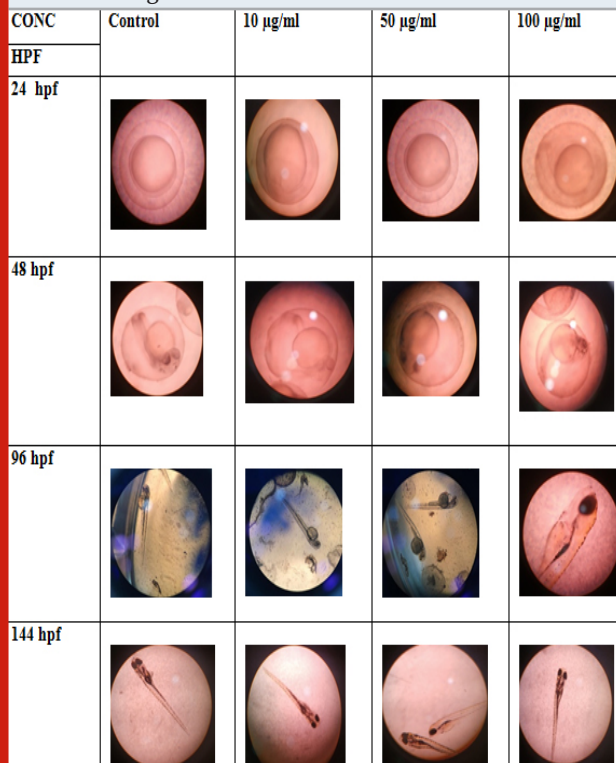 CONC Control 10 µg/ml 50 µg/ml 100 µg/ml
HPF
24 hpf
48 hpf
96 hpf
144 hpf